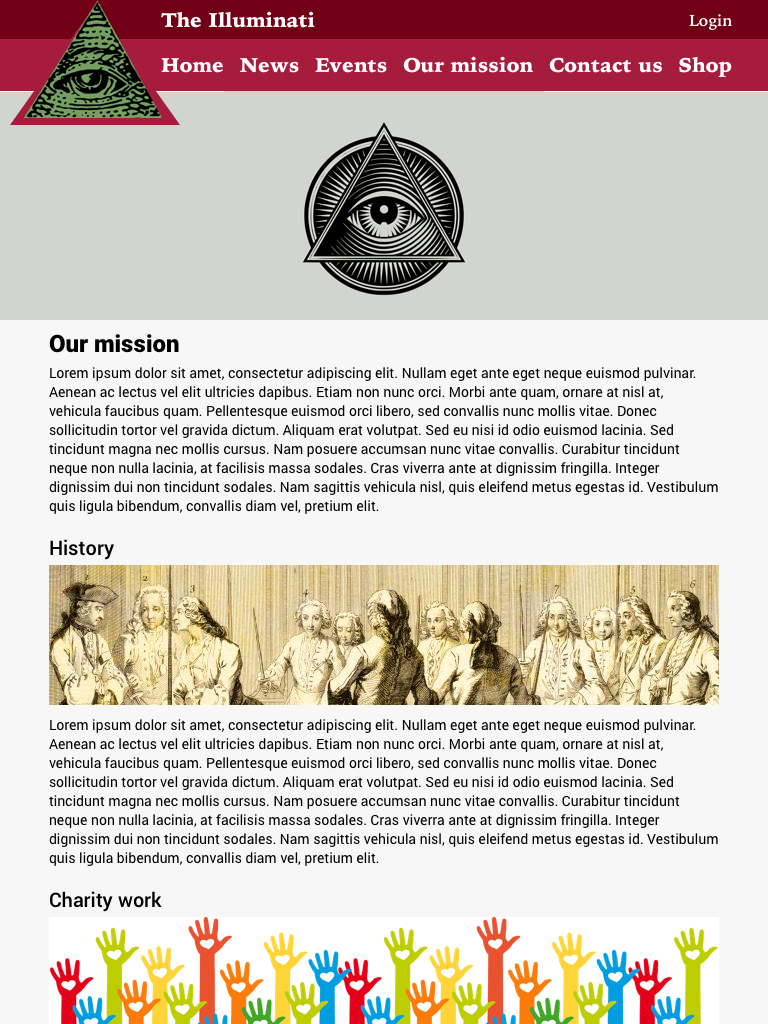 The Illuminati
Login
Home News Events Our mission Contact us Shop
Our mission
Lorem ipsum dolor sit amet, consectetur adipiscing elit. Nullam eget ante eget neque euismod pulvinar.
Aenean ac lectus vel elit ultricies dapibus. Etiam non nunc orci. Morbi ante quam, ornare at nisl at,
vehicula faucibus quam. Pellentesque euismod orci libero, sed convallis nunc mollis vitae. Donec
sollicitudin tortor vel gravida dictum. Aliquam erat volutpat. Sed eu nisi id odio euismod lacinia. Sed
tincidunt magna nec mollis cursus. Nam posuere accumsan nunc vitae convallis. Curabitur tincidunt
neque non nulla lacinia, at facilisis massa sodales. Cras viverra ante at dignissim fringilla. Integer
dignissim dui non tincidunt sodales. Nam sagittis vehicula nisl, quis eleifend metus egestas id. Vestibulum
quis ligula bibendum, convallis diam vel, pretium elit.
History
2 3 4 7 5 6
Lorem ipsum dolor sit amet, consectetur adipiscing elit. Nullam eget ante eget neque euismod pulvinar.
Aenean ac lectus vel elit ultricies dapibus. Etiam non nunc orci. Morbi ante quam, ornare at nisl at,
vehicula faucibus quam. Pellentesque euismod orci libero, sed convallis nunc mollis vitae. Donec
sollicitudin tortor vel gravida dictum. Aliquam erat volutpat. Sed eu nisi id odio euismod lacinia. Sed
tincidunt magna nec mollis cursus. Nam posuere accumsan nunc vitae convallis. Curabitur tincidunt
neque non nulla lacinia, at facilisis massa sodales. Cras viverra ante at dignissim fringilla. Integer
dignissim dui non tincidunt sodales. Nam sagittis vehicula nisl, quis eleifend metus egestas id. Vestibulum
quis ligula bibendum, convallis diam vel, pretium elit.
Charity work